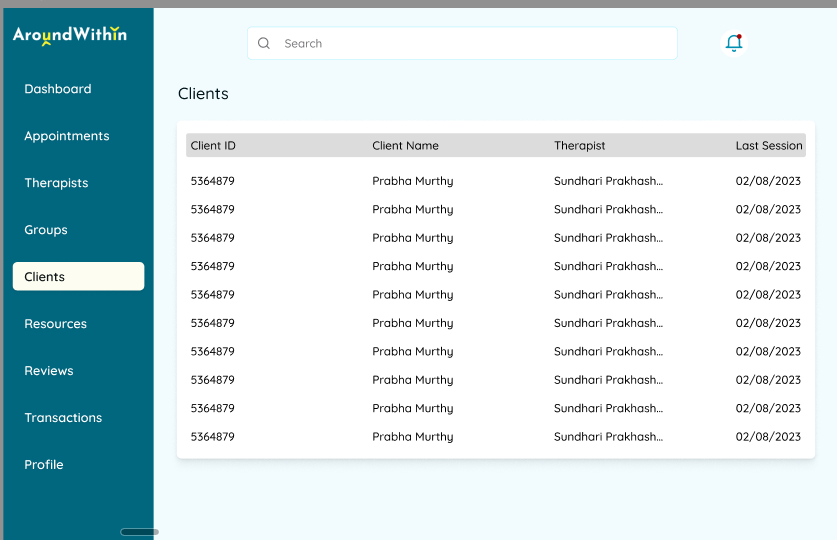 AroundWithin
Search
Dashboard
Appointments
Therapists
Groups
Clients
Resources
Reviews
Transactions
Profile
Clients
Client ID Client Name Therapist Last Session
5364879 Prabha Murthy Sundhari Prakhash... 02/08/2023
5364879 Prabha Murthy Sundhari Prakhash... 02/08/2023
5364879 Prabha Murthy Sundhari Prakhash... 02/08/2023
5364879 Prabha Murthy Sundhari Prakhash... 02/08/2023
5364879 Prabha Murthy Sundhari Prakhash... 02/08/2023
5364879 Prabha Murthy Sundhari Prakhash... 02/08/2023
5364879 Prabha Murthy Sundhari Prakhash... 02/08/2023
5364879 Prabha Murthy Sundhari Prakhash... 02/08/2023
5364879 Prabha Murthy Sundhari Prakhash... 02/08/2023
5364879 Prabha Murthy Sundhari Prakhash... 02/08/2023